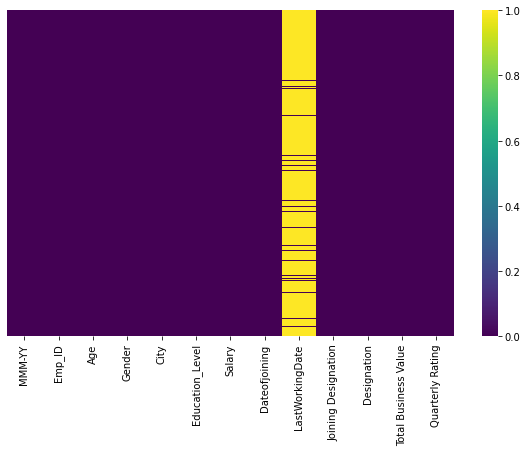 1.0
0.8
0.6
0.4
0.2
0.0
MMM-YY
Emp_ID
Age
Gender
City
Education_Level
Salary
Dateofjoining
LastWorkingDate
Joining Designation
Designation
Total Business Value
Quarterly Rating